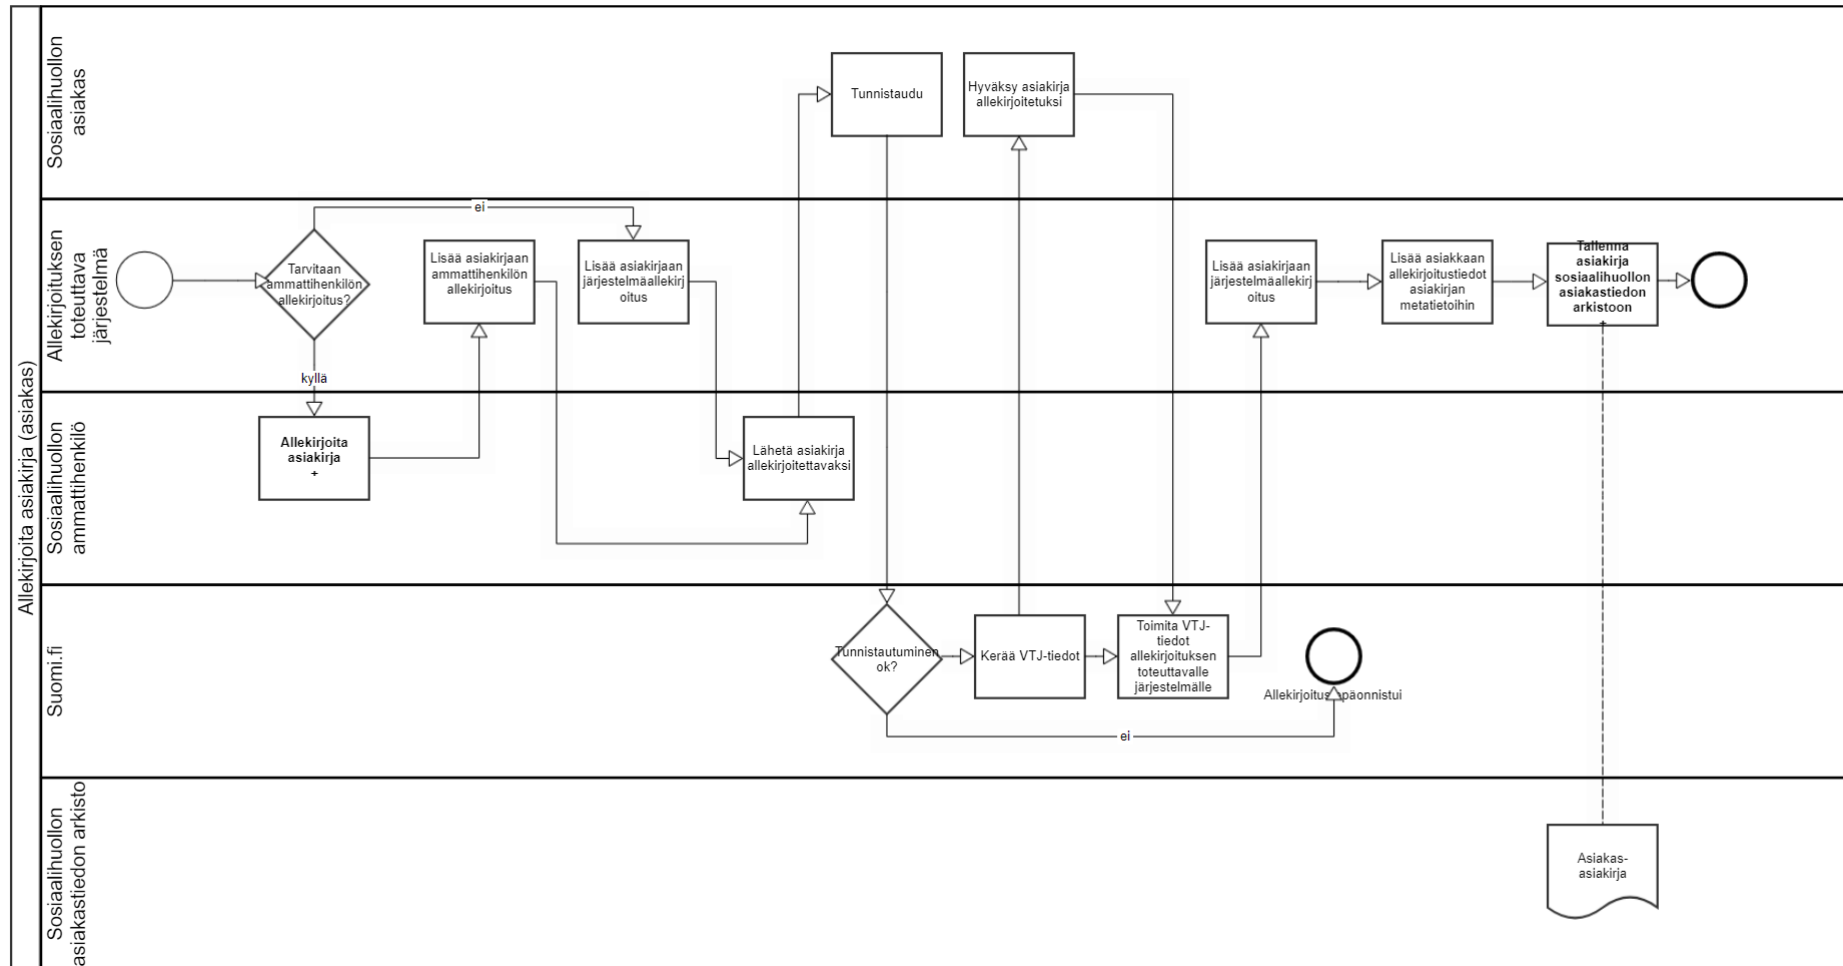 Allekirjoita asiakirja (asiakas)
Sosiaalihuollon
asiakas
Tunnistaudu
Hyväksy asiakirja
allekirjoitetuksi
Allekirjoituksen
toteuttava
järjestelmä
ei
Tarvitaan
ammattihenkilön
allekirjoitus?
kyllä
Lisää asiakirjaan
ammattihenkilön
allekirjoitus
Lisää asiakirjaan
järjestelmäallekirj
oitus
Lisää asiakirjaan
järjestelmäallekirj
oitus
Lisää asiakkaan
allekirjoitustiedot
asiakirjan
metatietoihin
Tallenna
asiakirja
sosiaalihuollon
asiakastiedon
arkistoon
+
Sosiaalihuollon
ammattihenkilö
Allekirjoita
asiakirja
+
Lähetä asiakirja
allekirjoitettavaksi
Suomi.fi
Tunnistautuminen
ok?
Kerää VTJ-tiedot
Toimita VTJ-
tiedot
allekirjoituksen
toteuttavalle
järjestelmälle
Allekirjoitus epäonnistui
ei
Sosiaalihuollon
asiakastiedon arkisto
Asiakas-
asiakirja